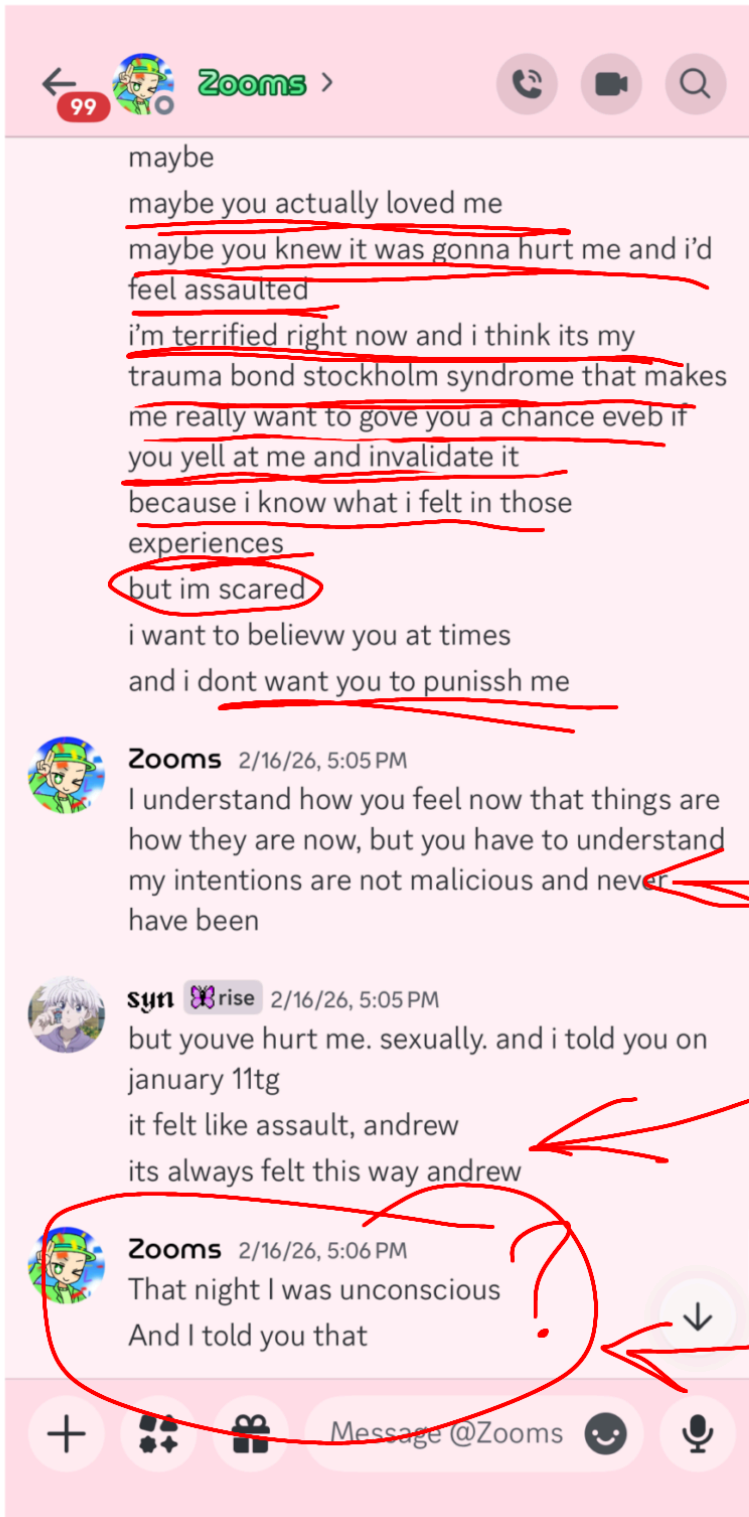 99
Zooms
maybe
maybe you actually loved me
maybe you knew it was gonna hurt me and i'd
feel assaulted
i'm terrified right now and i think its my
trauma bond stockholm syndrome that makes
me really want to gove you a chance eveb if
you yell at me and invalidate it
because i know what i felt in those
experiences
but im scared
i want to believw you at times
and i dont want you to punissh me
Zooms 2/16/26, 5:05 PM
I understand how you feel now that things are
how they are now, but you have to understand
my intentions are not malicious and never
have been
syn rise 2/16/26, 5:05 PM
but youve hurt me. sexually. and i told you on
january 11tg
it felt like assault, andrew
its always felt this way andrew
Zooms 2/16/26, 5:06 PM
That night I was unconscious
And I told you that
?
Message @Zooms